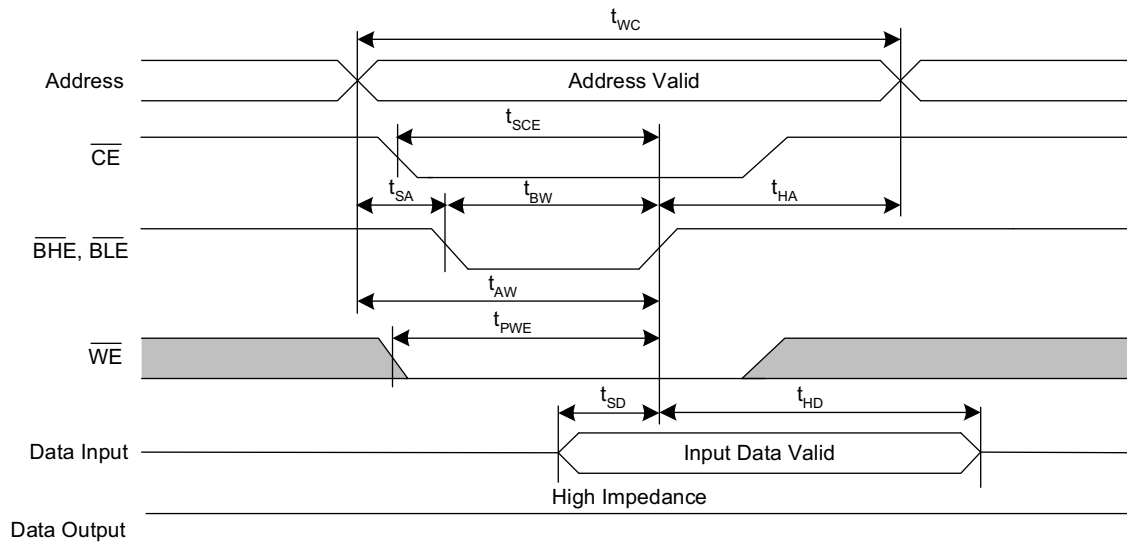 tWC
Address
Address Valid
tSCE
CE
tSA
tBW
tHA
BHE, BLE
tAW
tPWE
WE
tSD
tHD
Data Input
Input Data Valid
High Impedance
Data Output